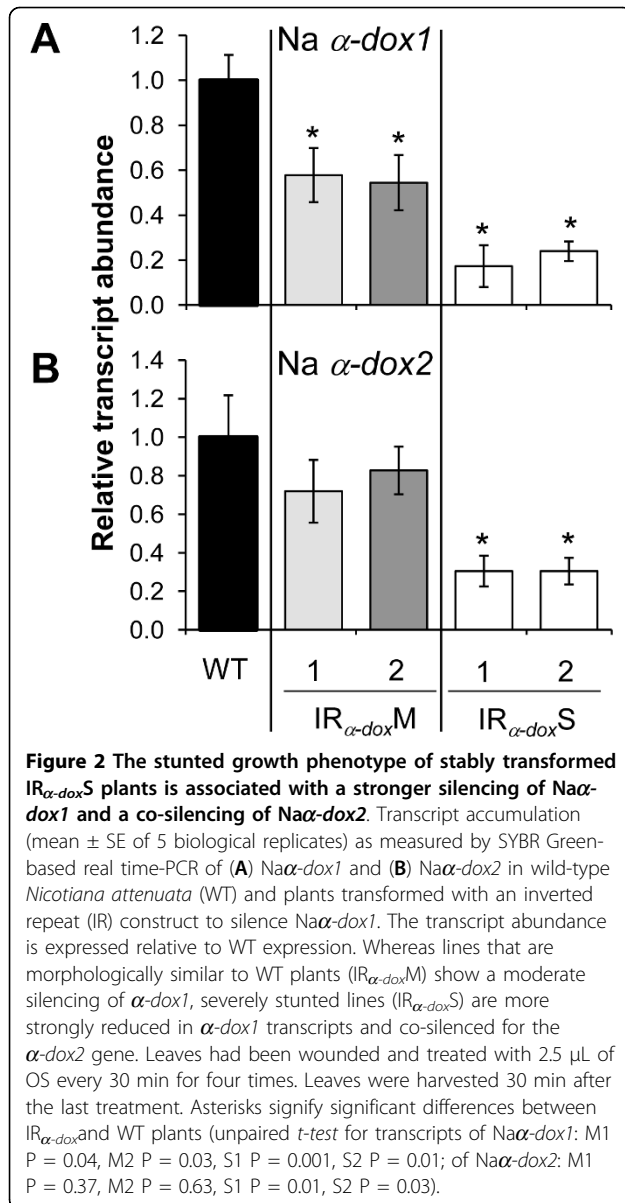 A
Na α-dox1
1.2
1.0
0.8
0.6
0.4
0.2
0.0
* * * *
Relative transcript abundance
B
Na α-dox2
1.4
1.2
1.0
0.8
0.6
0.4
0.2
0.0
* *
WT 1 2 1 2
IRα-doxM IRα-doxS
Figure 2 The stunted growth phenotype of stably transformed
IRα-doxS plants is associated with a stronger silencing of Naα-
dox1 and a co-silencing of Naα-dox2. Transcript accumulation
(mean ± SE of 5 biological replicates) as measured by SYBR Green-
based real time-PCR of (A) Naα-dox1 and (B) Naα-dox2 in wild-type
Nicotiana attenuata (WT) and plants transformed with an inverted
repeat (IR) construct to silence Naα-dox1. The transcript abundance
is expressed relative to WT expression. Whereas lines that are
morphologically similar to WT plants (IRα-doxM) show a moderate
silencing of α-dox1, severely stunted lines (IRα-doxS) are more
strongly reduced in α-dox1 transcripts and co-silenced for the
α-dox2 gene. Leaves had been wounded and treated with 2.5 μL of
OS every 30 min for four times. Leaves were harvested 30 min after
the last treatment. Asterisks signify significant differences between
IRα-doxand WT plants (unpaired t-test for transcripts of Naα-dox1: M1
P = 0.04, M2 P = 0.03, S1 P = 0.001, S2 P = 0.01; of Naα-dox2: M1
P = 0.37, M2 P = 0.63, S1 P = 0.01, S2 P = 0.03).